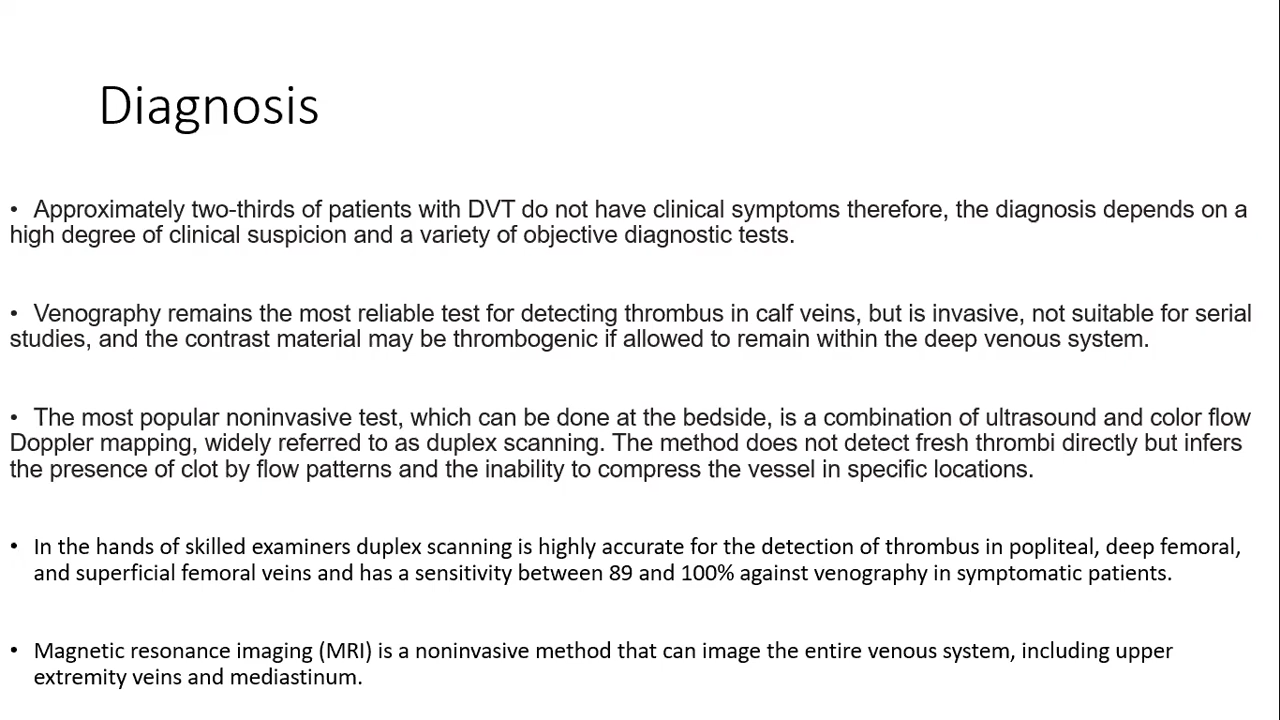 Diagnosis
• Approximately two-thirds of patients with DVT do not have clinical symptoms therefore, the diagnosis depends on a
high degree of clinical suspicion and a variety of objective diagnostic tests.
• Venography remains the most reliable test for detecting thrombus in calf veins, but is invasive, not suitable for serial
studies, and the contrast material may be thrombogenic if allowed to remain within the deep venous system.
• The most popular noninvasive test, which can be done at the bedside, is a combination of ultrasound and color flow
Doppler mapping, widely referred to as duplex scanning. The method does not detect fresh thrombi directly but infers
the presence of clot by flow patterns and the inability to compress the vessel in specific locations.
• In the hands of skilled examiners duplex scanning is highly accurate for the detection of thrombus in popliteal, deep femoral,
and superficial femoral veins and has a sensitivity between 89 and 100% against venography in symptomatic patients.
• Magnetic resonance imaging (MRI) is a noninvasive method that can image the entire venous system, including upper
extremity veins and mediastinum.